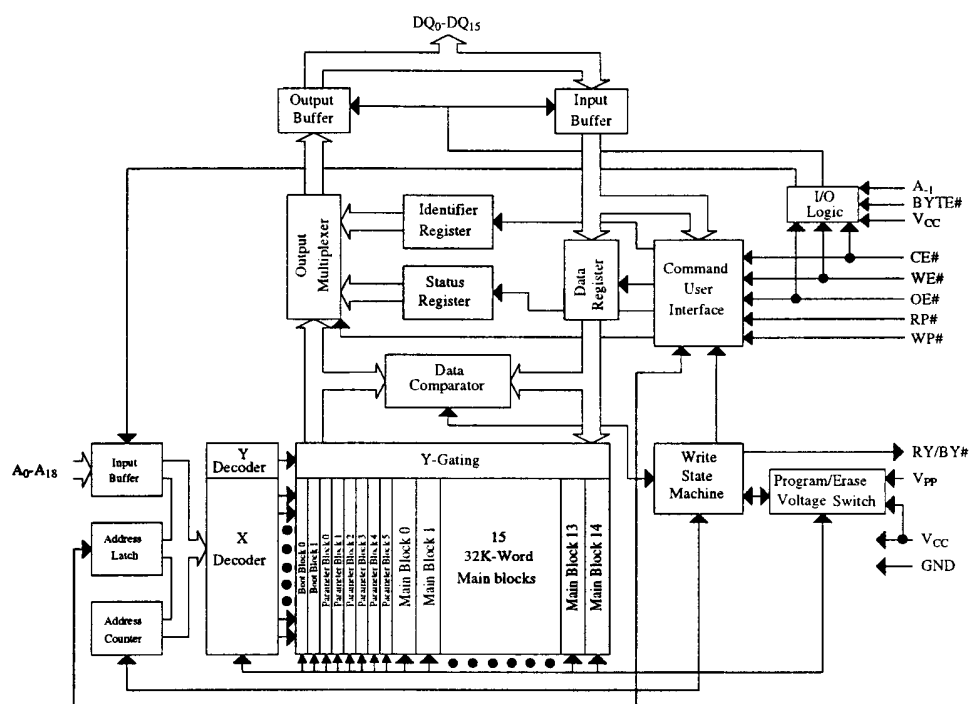 DQ0-DQ15
Output
Buffer
Input
Buffer
Output
Multiplexer
Identifier
Register
Status
Register
Data
Register
Command
User
Interface
I/O
Logic
A-1
BYTE#
VCC
CE#
WE#
OE#
RP#
WP#
Data
Comparator
A0-A18
Input
Buffer
Address
Latch
Address
Counter
Y
Decoder
X
Decoder
Y-Gating
Boot Block 0
Boot Block 1
Parameter Block 0
Parameter Block 1
Parameter Block 2
Parameter Block 3
Parameter Block 4
Parameter Block 5
Main Block 0
Main Block 1
15
32K-Word
Main blocks
Main Block 13
Main Block 14
Write
State
Machine
Program/Erase
Voltage Switch
RY/BY#
VPP
VCC
GND